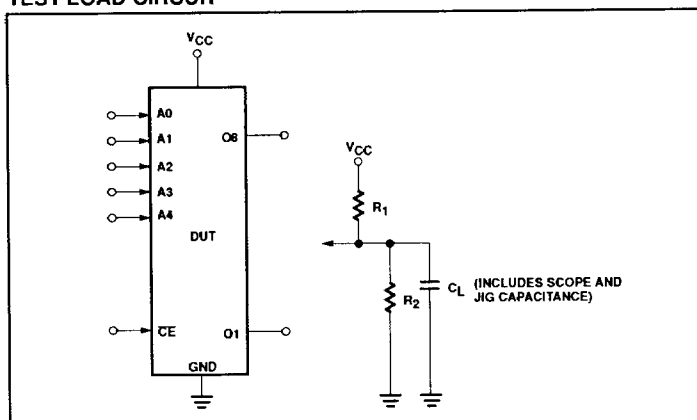 TEST LOAD CIRCUIT
VCC
A0
A1
A2
A3
A4
O8
DUT
CE
O1
GND
VCC
R1
R2
CL (INCLUDES SCOPE AND
JIG CAPACITANCE)